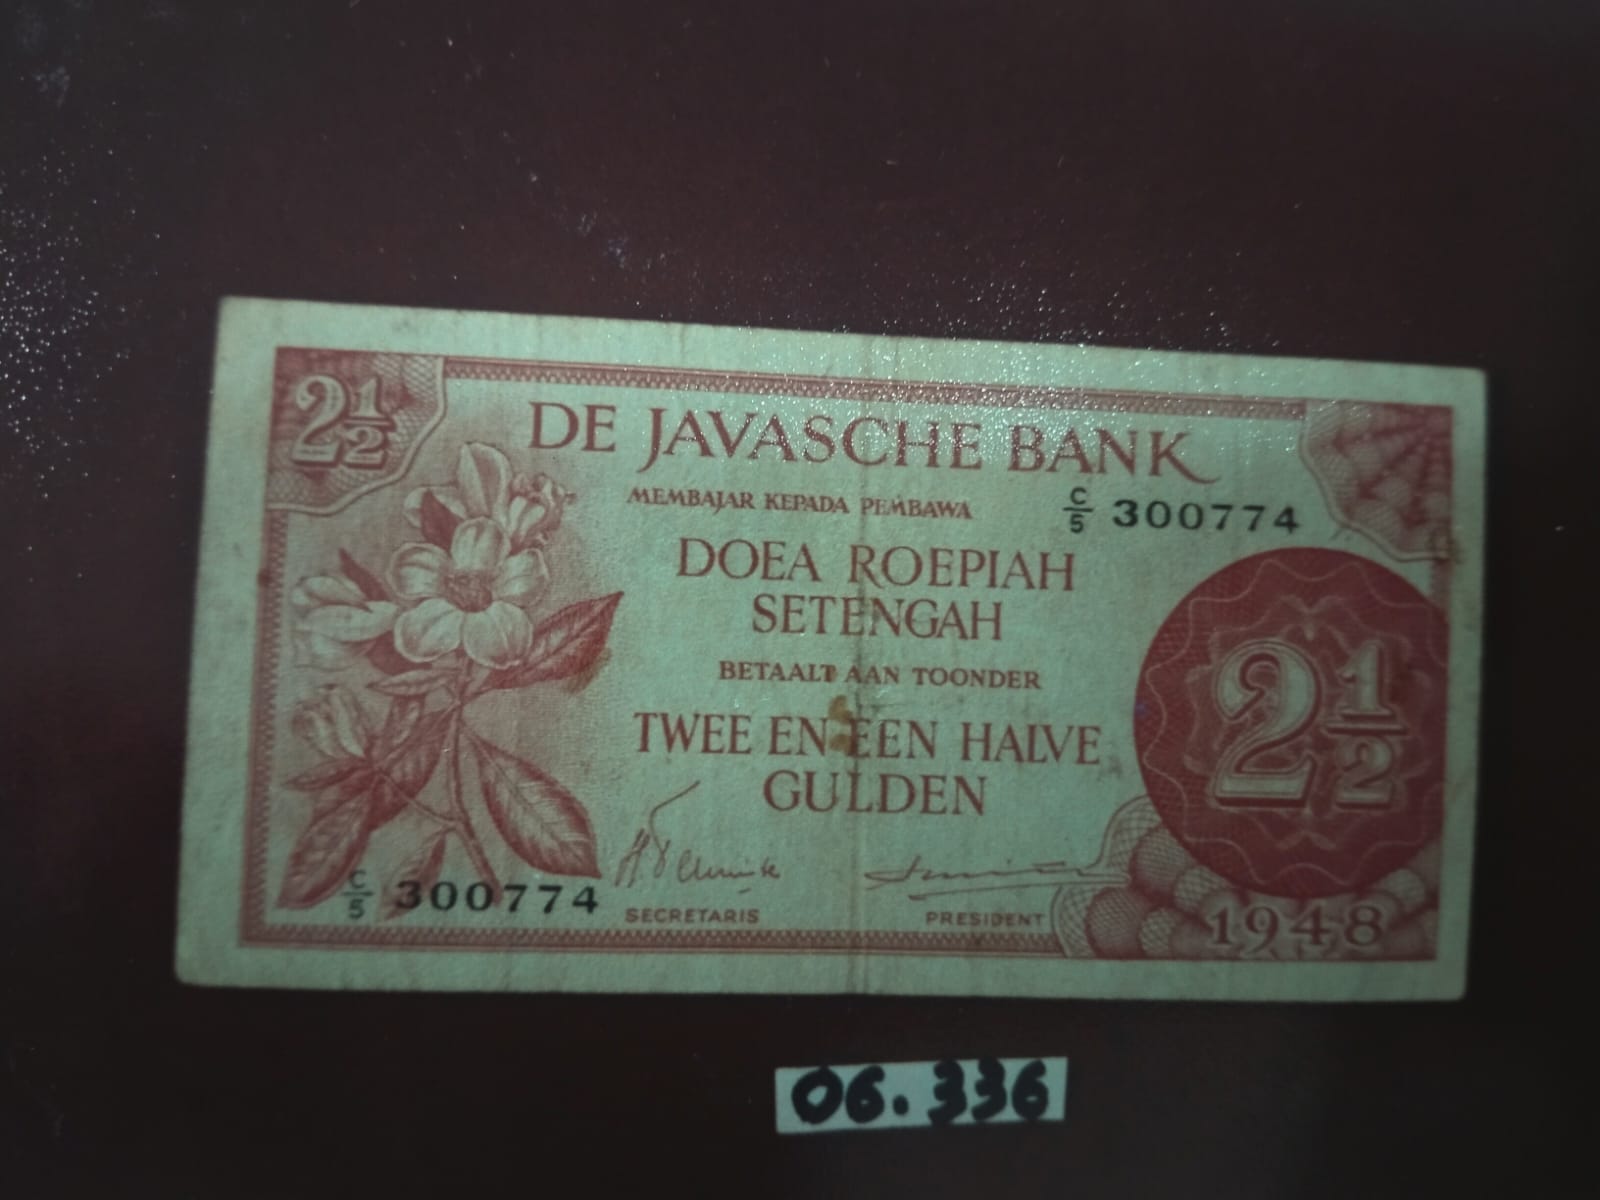 2½
DE JAVASCHE BANK
MEMBAJAR KEPADA PEMBAWA
C/5 300774
DOEA ROEPIAH
SETENGAH
BETAALT AAN TOONDER
TWEE EN EEN HALVE
GULDEN
2½
C/5 300774
SECRETARIS
PRESIDENT
1948
06.336